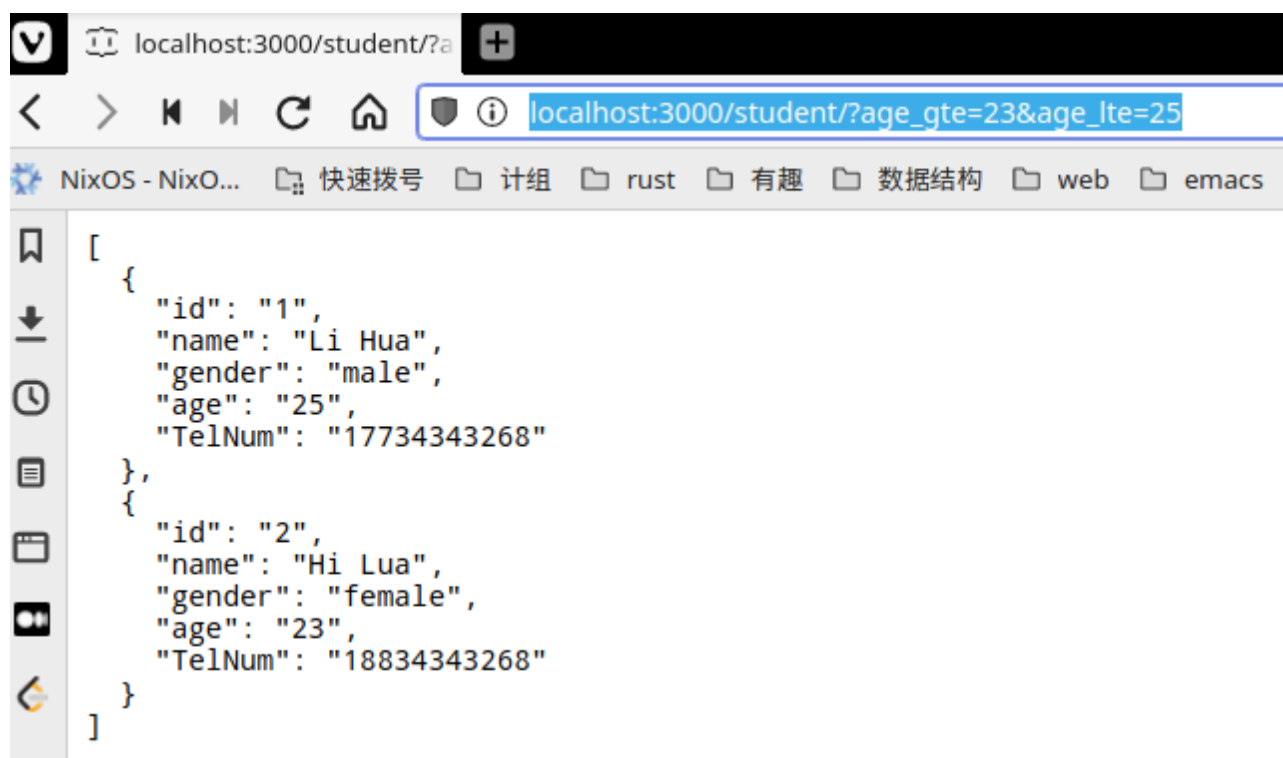 localhost:3000/student/?a
localhost:3000/student/?age_gte=23&age_lte=25
NixOS - NixO... 快速拨号 计组 rust 有趣 数据结构 web emacs
[
  {
    "id": "1",
    "name": "Li Hua",
    "gender": "male",
    "age": "25",
    "TelNum": "17734343268"
  },
  {
    "id": "2",
    "name": "Hi Lua",
    "gender": "female",
    "age": "23",
    "TelNum": "18834343268"
  }
]